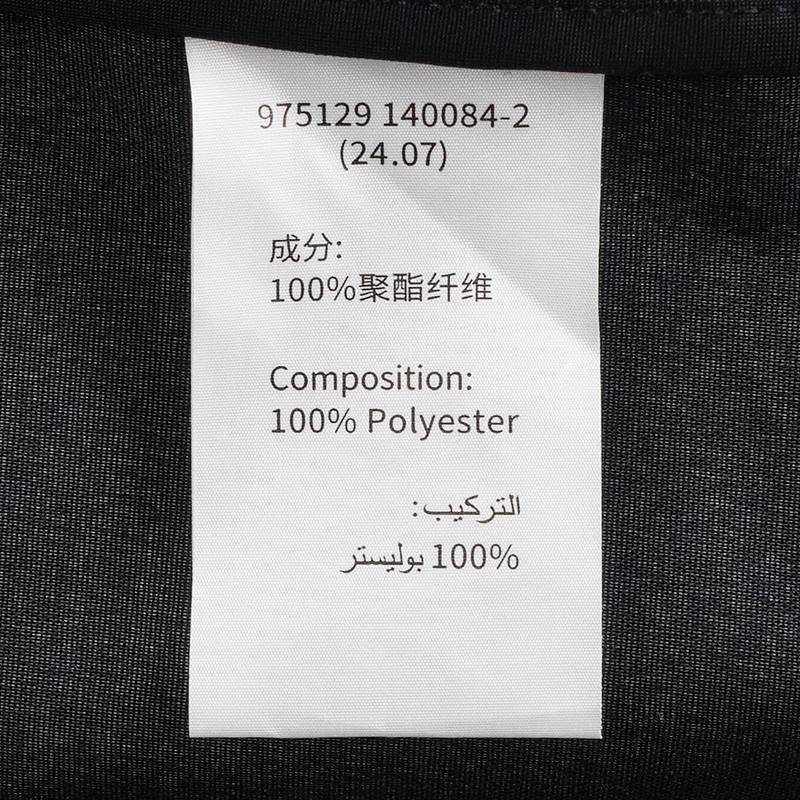 975129 140084-2
(24.07)
成分:
100%聚酯纤维
Composition:
100% Polyester
التركيب:
100% بوليستر